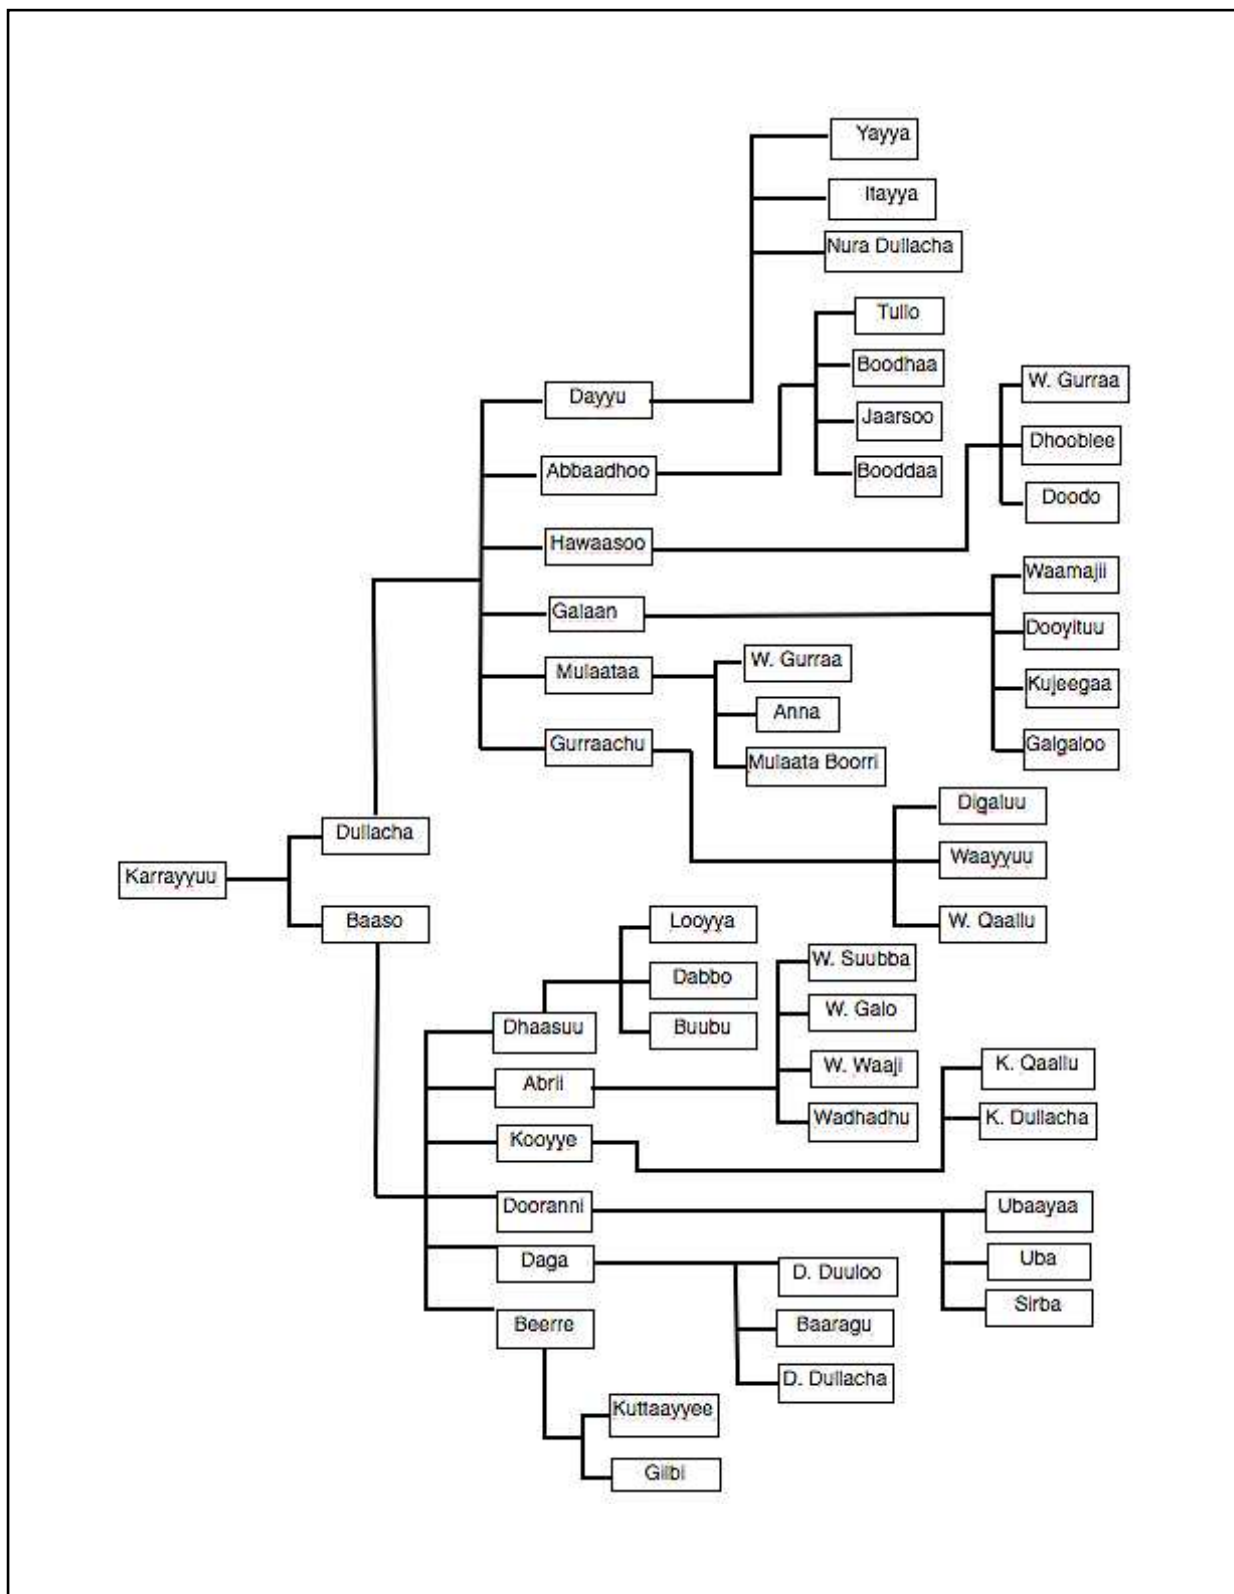 Yayya
Itayya
Nura Dullacha
Tullo
Boodhaa
Jaarsoo
Booddaa
Dayyu
Abbaadhoo
Hawaasoo
Galaan
Mulaataa
Gurraachu
W. Gurraa
Dhooblee
Doodo
Waamajii
Dooyituu
Kujeegaa
Galgaloo
W. Gurraa
Anna
Mulaata Boorri
Digaluu
Waayyuu
W. Qaallu
Dullacha
Karrayyuu
Baaso
Looyya
Dabbo
Buubu
Dhaasuu
Abrii
Kooyye
Dooranni
Daga
Beerre
W. Suubba
W. Galo
W. Waaji
Wadhadhu
K. Qaallu
K. Dullacha
Ubaayaa
Uba
Sirba
D. Duuloo
Baaragu
D. Dullacha
Kuttaayyee
Gilbi